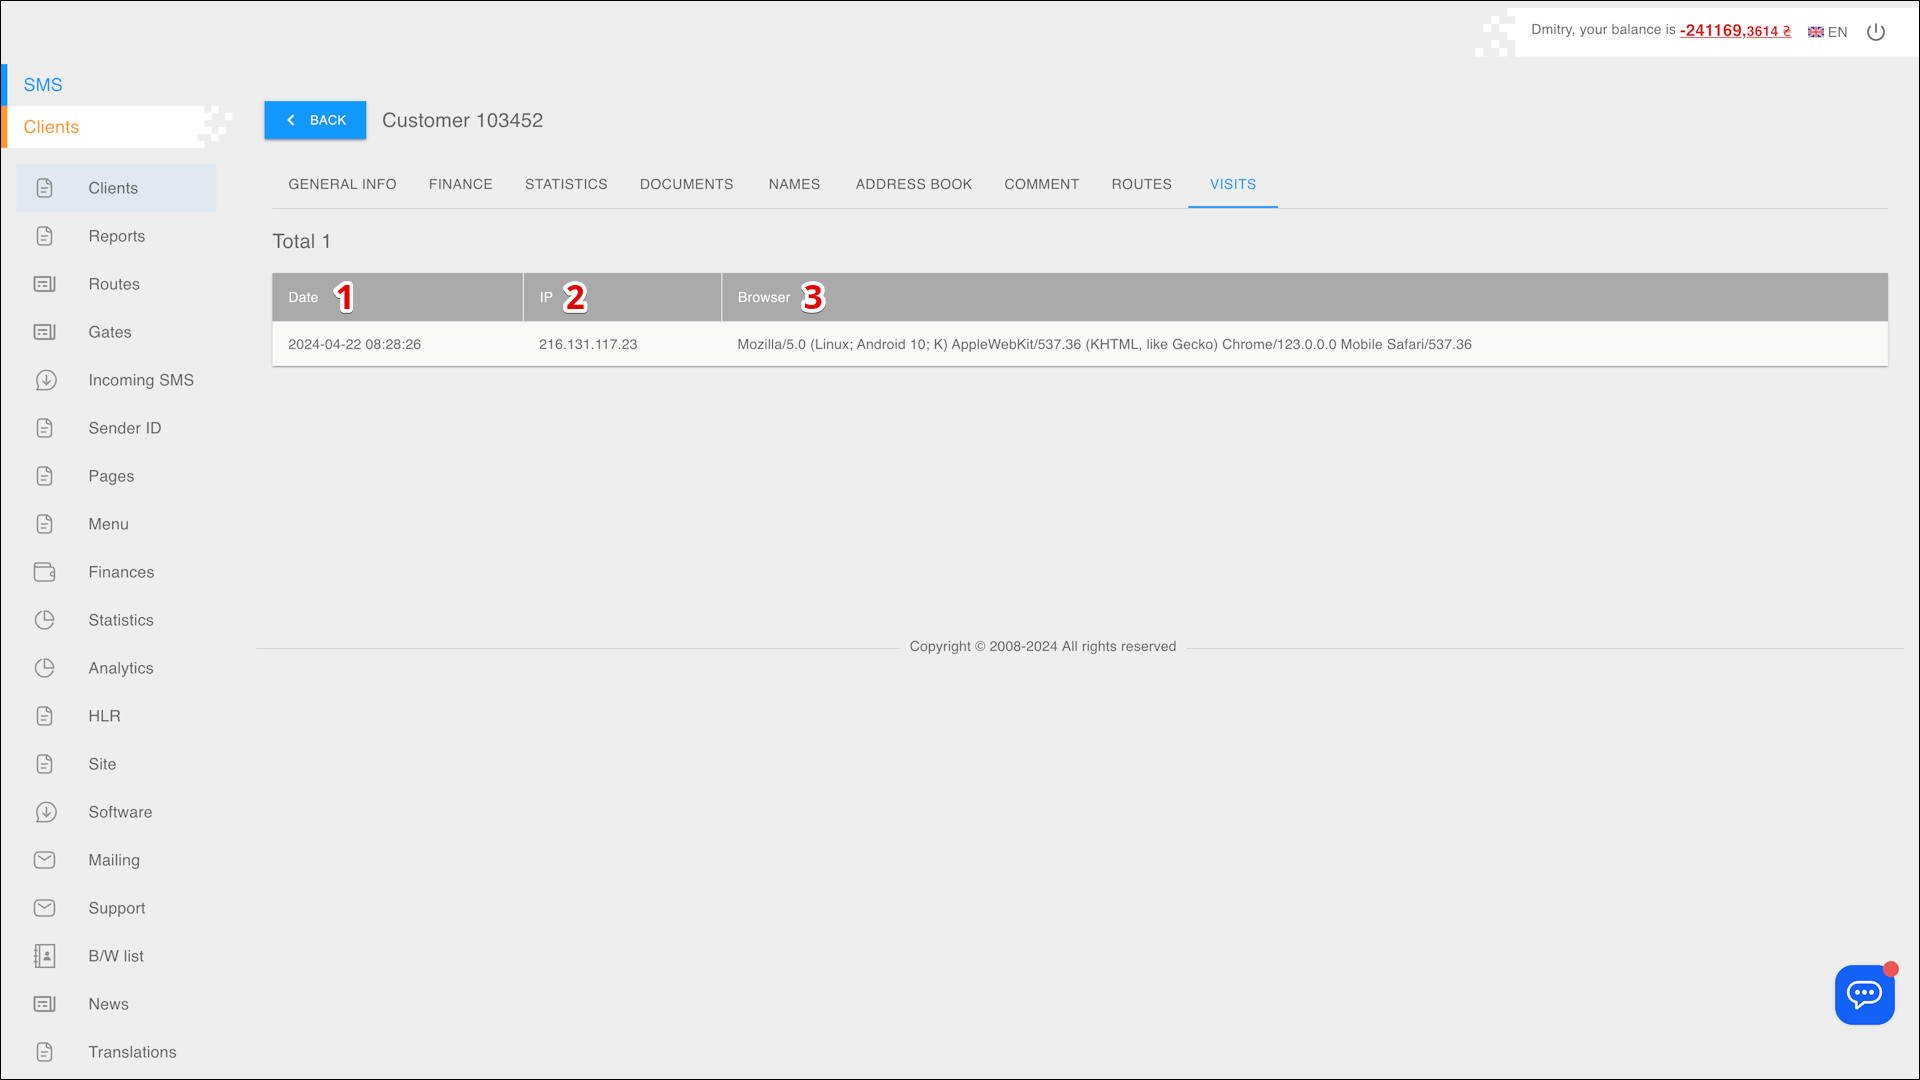 Dmitry, your balance is -241169,3614 ₴ EN
SMS
Clients
BACK
Customer 103452
GENERAL INFO FINANCE STATISTICS DOCUMENTS NAMES ADDRESS BOOK COMMENT ROUTES VISITS
Total 1
Date 1 IP 2 Browser 3
2024-04-22 08:28:26 216.131.117.23 Mozilla/5.0 (Linux; Android 10; K) AppleWebKit/537.36 (KHTML, like Gecko) Chrome/123.0.0.0 Mobile Safari/537.36
Clients
Reports
Routes
Gates
Incoming SMS
Sender ID
Pages
Menu
Finances
Statistics
Analytics
HLR
Site
Software
Mailing
Support
B/W list
News
Translations
Copyright © 2008-2024 All rights reserved